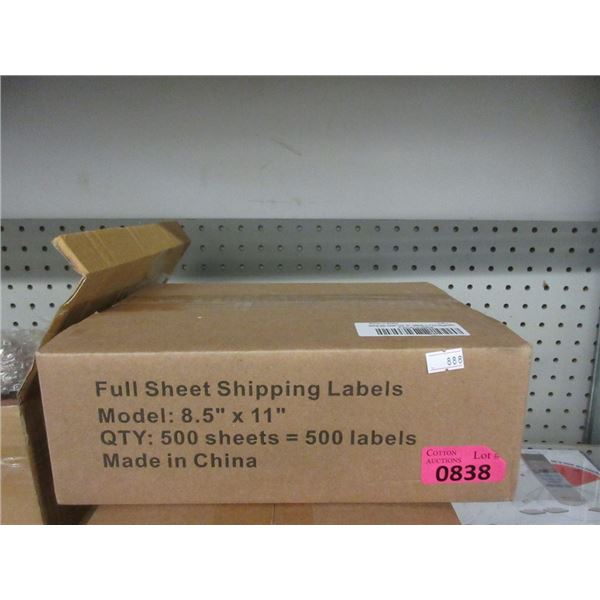 888
Full Sheet Shipping Labels
Model: 8.5" x 11"
QTY: 500 sheets = 500 labels
Made in China
COTTON
AUCTIONS
Lot #
0838